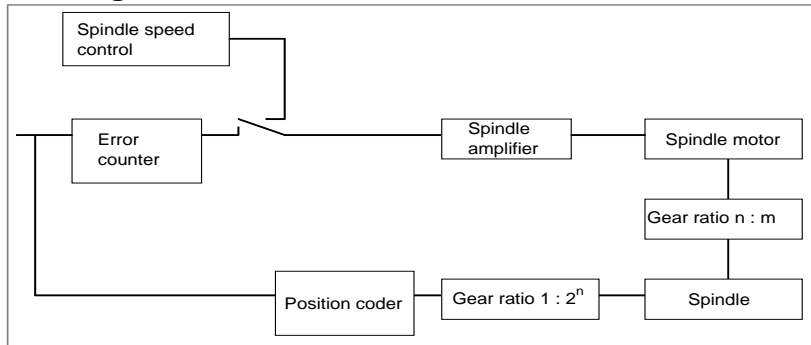 Spindle speed
control
Error
counter
Spindle
amplifier
Spindle motor
Gear ratio n : m
Position coder
Gear ratio 1 : 2ⁿ
Spindle